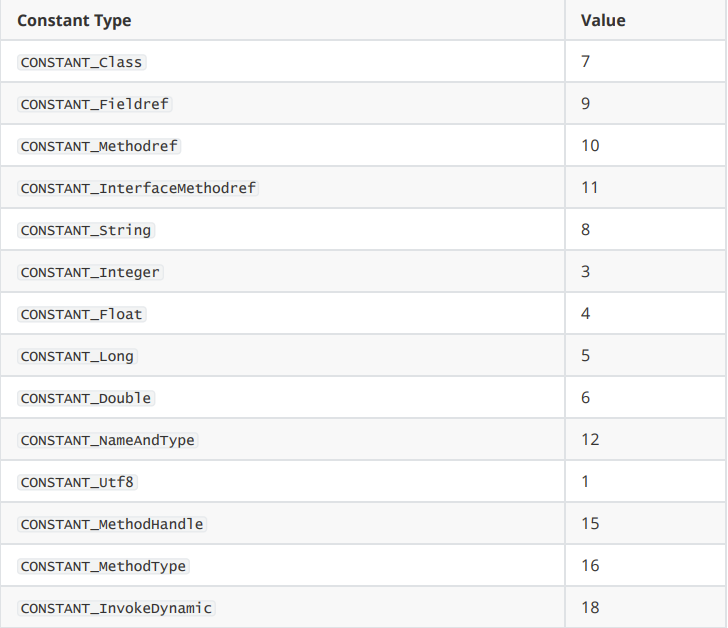 Constant Type Value
CONSTANT_Class 7
CONSTANT_Fieldref 9
CONSTANT_Methodref 10
CONSTANT_InterfaceMethodref 11
CONSTANT_String 8
CONSTANT_Integer 3
CONSTANT_Float 4
CONSTANT_Long 5
CONSTANT_Double 6
CONSTANT_NameAndType 12
CONSTANT_Utf8 1
CONSTANT_MethodHandle 15
CONSTANT_MethodType 16
CONSTANT_InvokeDynamic 18